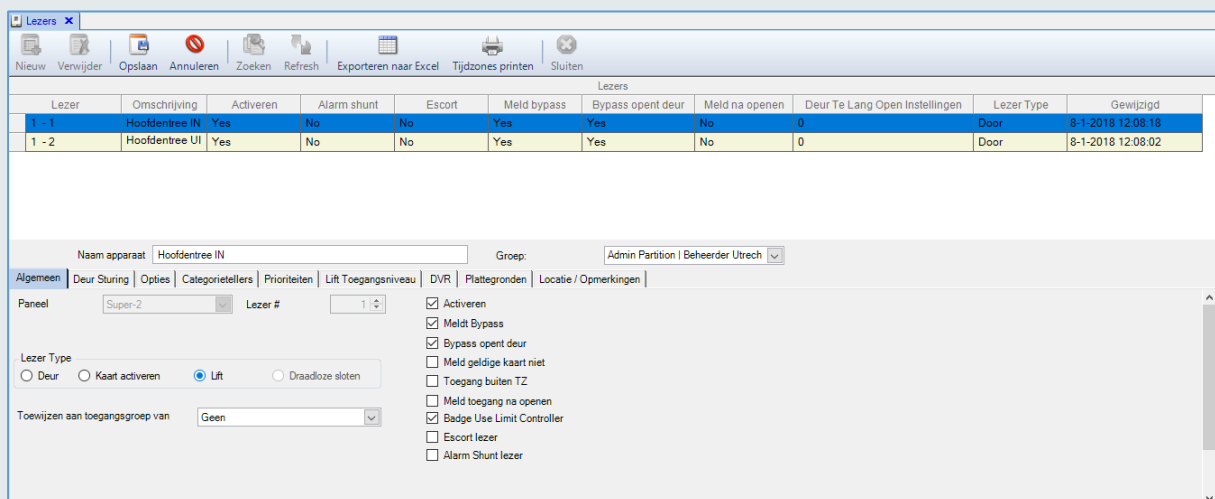 Lezers X
Nieuw Verwijder Opslaan Annuleren Zoeken Refresh Exporteren naar Excel Tijdzones printen Sluiten
Lezers
Lezer Omschrijving Activeren Alarm shunt Escort Meld bypass Bypass opent deur Meld na openen Deur Te Lang Open Instellingen Lezer Type Gewijzigd
1 - 1 Hoofdentree IN Yes No No Yes Yes No 0 Door 8-1-2018 12:08:18
1 - 2 Hoofdentree UI Yes No No Yes Yes No 0 Door 8-1-2018 12:08:02
Naam apparaat Hoofdentree IN Groep: Admin Partition | Beheerder Utrech
Algemeen Deur Sturing Opties Categorietellers Prioriteiten Lift Toegangsniveau DVR Plattegronden Locatie / Opmerkingen
Paneel Super-2 Lezer # 1
Activeren
Meldt Bypass
Bypass opent deur
Meld geldige kaart niet
Toegang buiten TZ
Meld toegang na openen
Badge Use Limit Controller
Escort lezer
Alarm Shunt lezer
Lezer Type
Deur Kaart activeren Lift Draadloze sloten
Toewijzen aan toegangsgroep van Geen